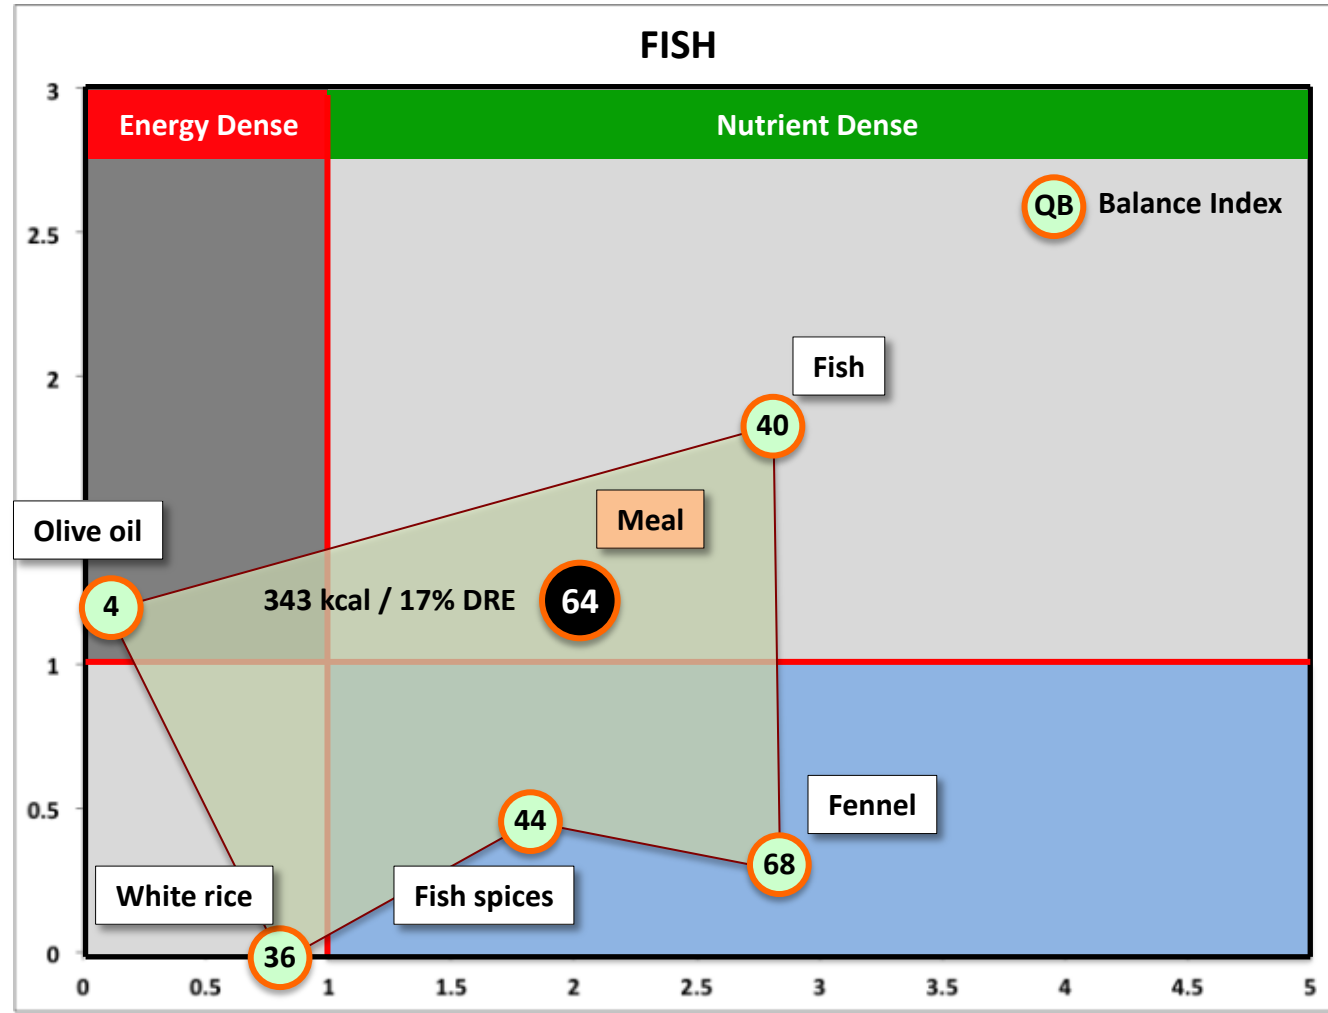 FISH
3
Energy Dense
Nutrient Dense
QB Balance Index
2.5
2
Fish
40
Meal
Olive oil
4
343 kcal / 17% DRE
64
1
Fennel
0.5
44
68
White rice
Fish spices
0
36
0 0.5 1 1.5 2 2.5 3 3.5 4 4.5 5